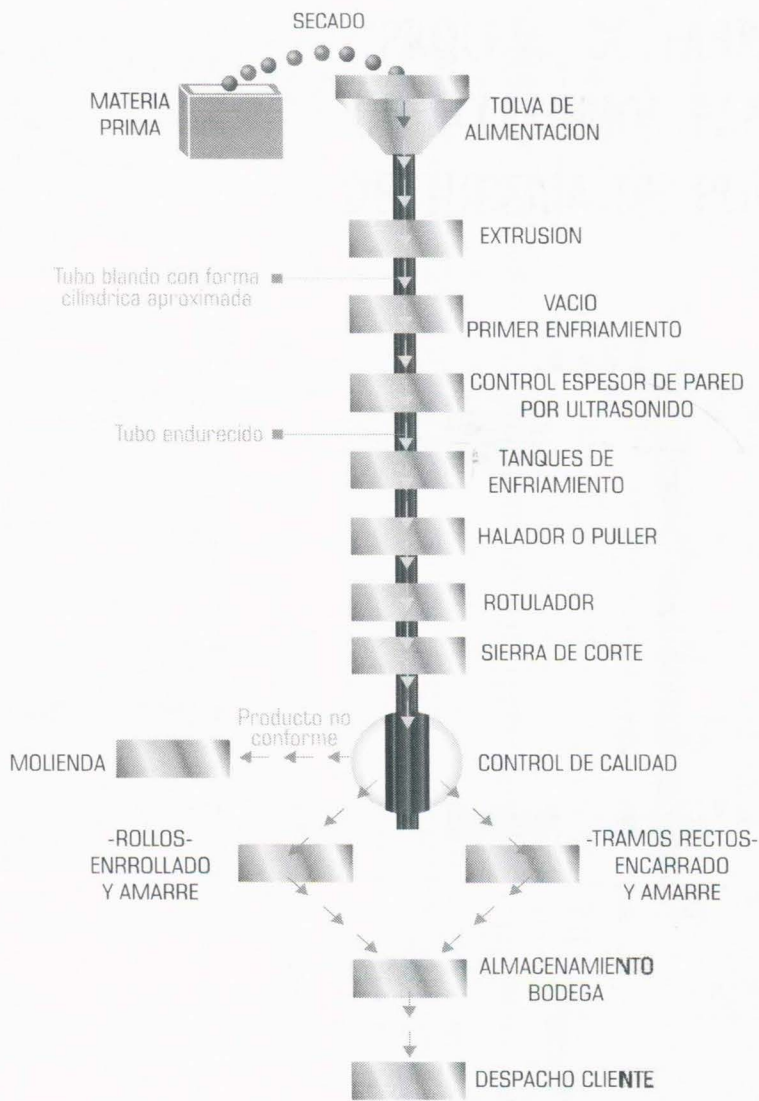 SECADO
MATERIA
PRIMA
TOLVA DE
ALIMENTACION
EXTRUSION
Tubo blando con forma
cilíndrica aproximada
VACIO
PRIMER ENFRIAMIENTO
CONTROL ESPESOR DE PARED
POR ULTRASONIDO
Tubo endurecido
TANQUES DE
ENFRIAMIENTO
HALADOR O PULLER
ROTULADOR
SIERRA DE CORTE
Producto no
conforme
MOLIENDA
CONTROL DE CALIDAD
-ROLLOS-
ENRROLLADO
Y AMARRE
-TRAMOS RECTOS-
ENCARRADO
Y AMARRE
ALMACENAMIENTO
BODEGA
DESPACHO CLIENTE